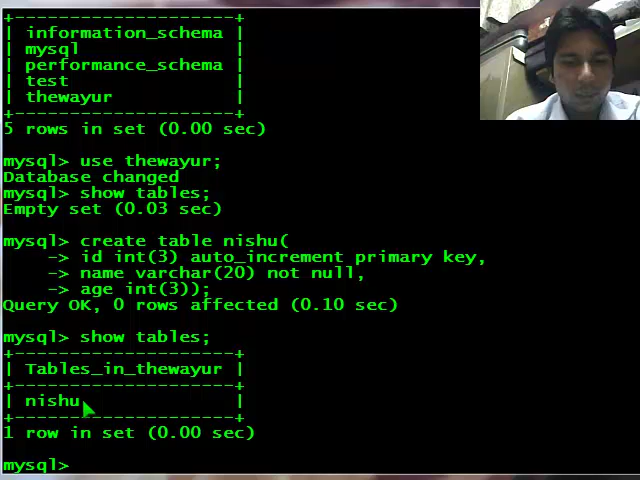 +--------------------+
| information_schema |
| mysql              |
| performance_schema |
| test               |
| thewayur           |
+--------------------+
5 rows in set (0.00 sec)
mysql> use thewayur;
Database changed
mysql> show tables;
Empty set (0.03 sec)
mysql> create table nishu(
    -> id int(3) auto_increment primary key,
    -> name varchar(20) not null,
    -> age int(3));
Query OK, 0 rows affected (0.10 sec)
mysql> show tables;
+--------------------+
| Tables_in_thewayur |
+--------------------+
| nishu              |
+--------------------+
1 row in set (0.00 sec)
mysql>